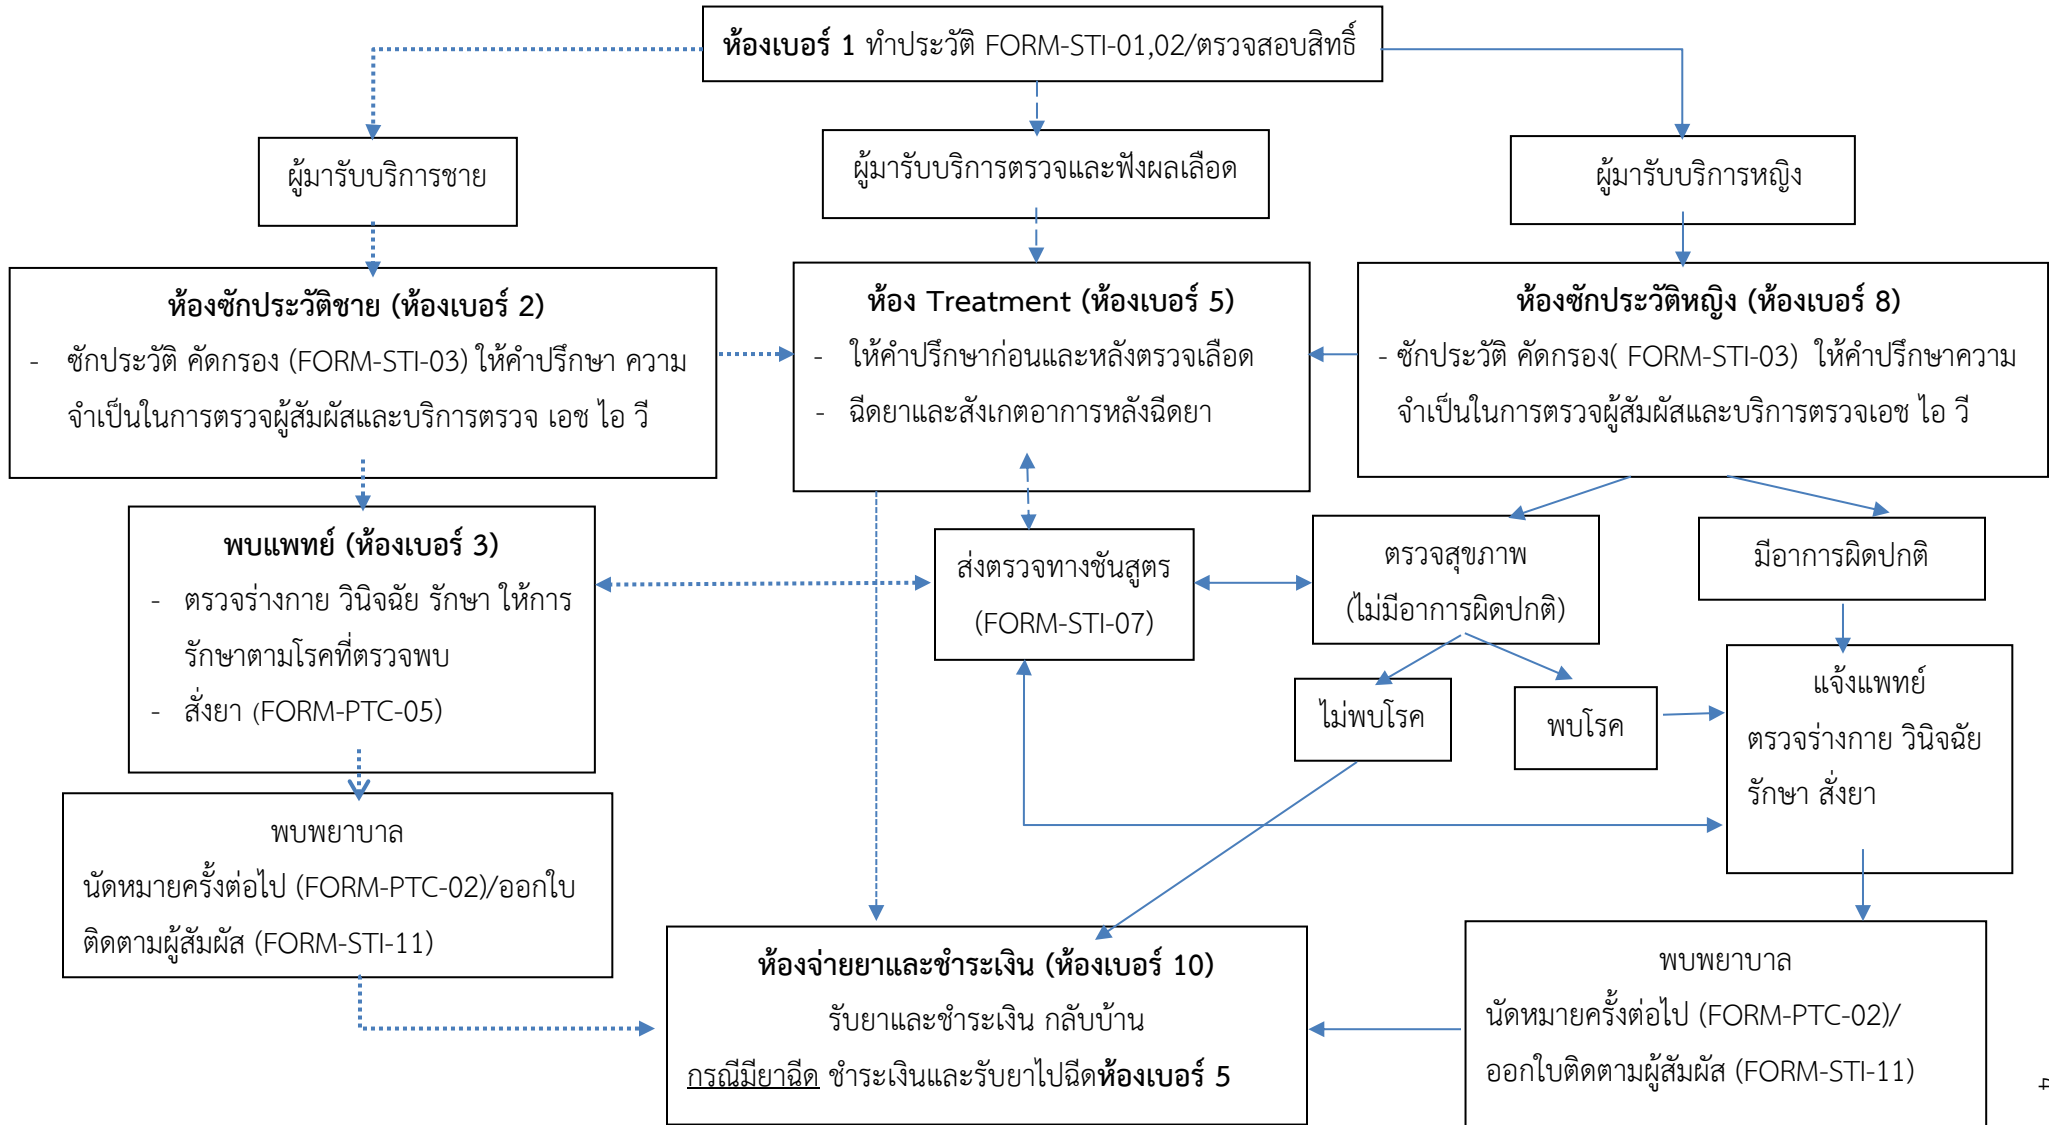 ห้องเบอร์ 1 ทำประวัติ FORM-STI-01,02/ตรวจสอบสิทธิ์
ผู้มารับบริการชาย
ผู้มารับบริการตรวจและฟังผลเลือด
ผู้มารับบริการหญิง
ห้องซักประวัติชาย (ห้องเบอร์ 2)
- ซักประวัติ คัดกรอง (FORM-STI-03) ให้คำปรึกษา ความ
จำเป็นในการตรวจผู้สัมผัสและบริการตรวจ เอช ไอ วี
ห้อง Treatment (ห้องเบอร์ 5)
- ให้คำปรึกษาก่อนและหลังตรวจเลือด
- ฉีดยาและสังเกตอาการหลังฉีดยา
ห้องซักประวัติหญิง (ห้องเบอร์ 8)
- ซักประวัติ คัดกรอง( FORM-STI-03) ให้คำปรึกษาความ
จำเป็นในการตรวจผู้สัมผัสและบริการตรวจเอช ไอ วี
พบแพทย์ (ห้องเบอร์ 3)
- ตรวจร่างกาย วินิจฉัย รักษา ให้การ
รักษาตามโรคที่ตรวจพบ
- สั่งยา (FORM-PTC-05)
ส่งตรวจทางชันสูตร
(FORM-STI-07)
ตรวจสุขภาพ
(ไม่มีอาการผิดปกติ)
มีอาการผิดปกติ
ไม่พบโรค
พบโรค
แจ้งแพทย์
ตรวจร่างกาย วินิจฉัย
รักษา สั่งยา
พบพยาบาล
นัดหมายครั้งต่อไป (FORM-PTC-02)/ออกใบ
ติดตามผู้สัมผัส (FORM-STI-11)
ห้องจ่ายยาและชำระเงิน (ห้องเบอร์ 10)
รับยาและชำระเงิน กลับบ้าน
กรณีมียาฉีด ชำระเงินและรับยาไปฉีดห้องเบอร์ 5
พบพยาบาล
นัดหมายครั้งต่อไป (FORM-PTC-02)/
ออกใบติดตามผู้สัมผัส (FORM-STI-11)